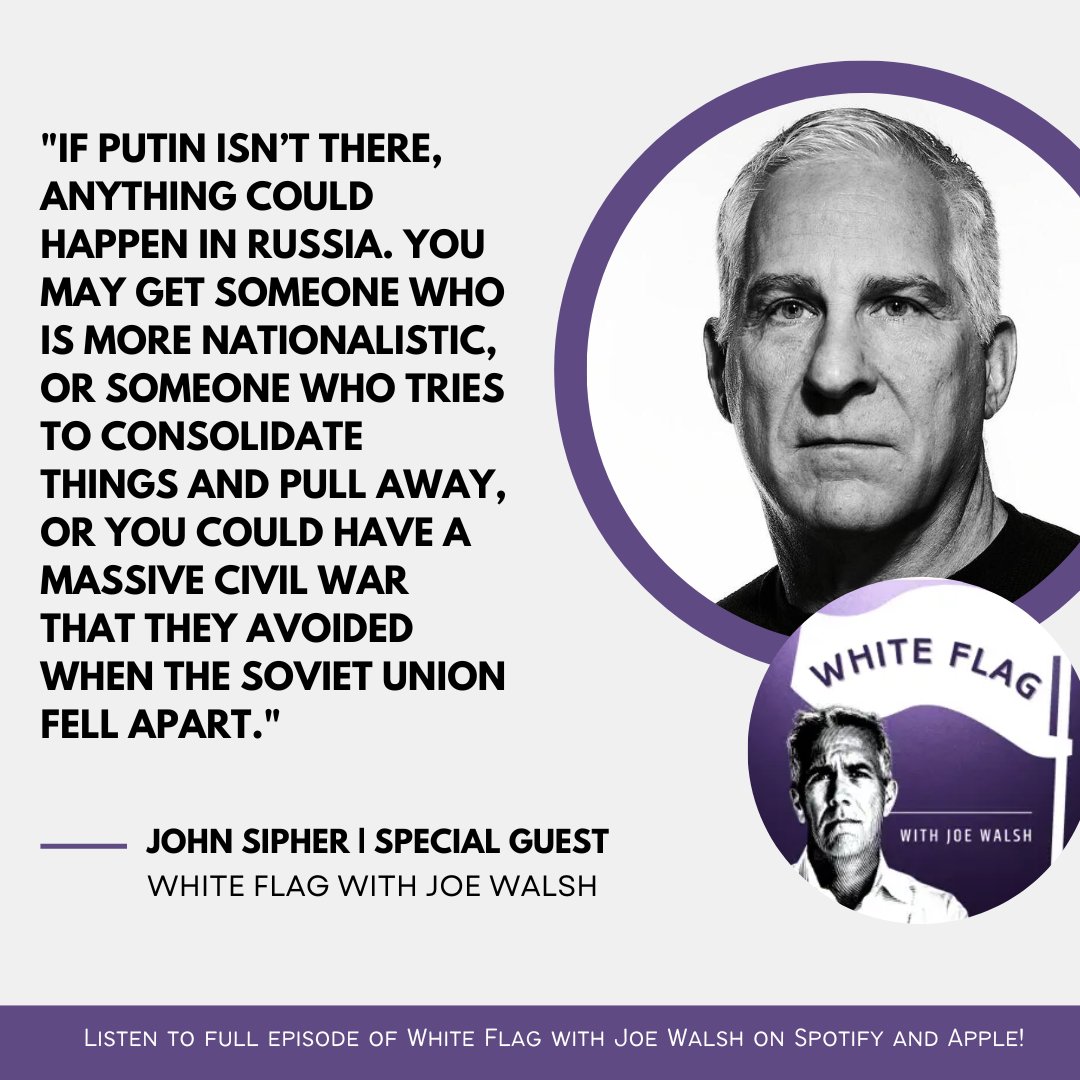 "IF PUTIN ISN’T THERE,
ANYTHING COULD
HAPPEN IN RUSSIA. YOU
MAY GET SOMEONE WHO
IS MORE NATIONALISTIC,
OR SOMEONE WHO TRIES
TO CONSOLIDATE
THINGS AND PULL AWAY,
OR YOU COULD HAVE A
MASSIVE CIVIL WAR
THAT THEY AVOIDED
WHEN THE SOVIET UNION
FELL APART."
JOHN SIPHER | SPECIAL GUEST
WHITE FLAG WITH JOE WALSH
WHITE FLAG
WITH JOE WALSH
Listen to full episode of White Flag with Joe Walsh on Spotify and Apple!